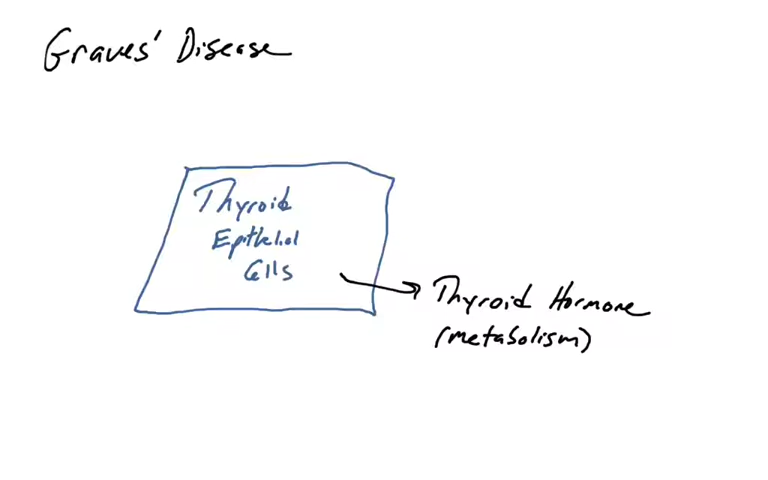 Graves' Disease
Thyroid
Epithelial
Cells
Thyroid Hormone
(metabolism)